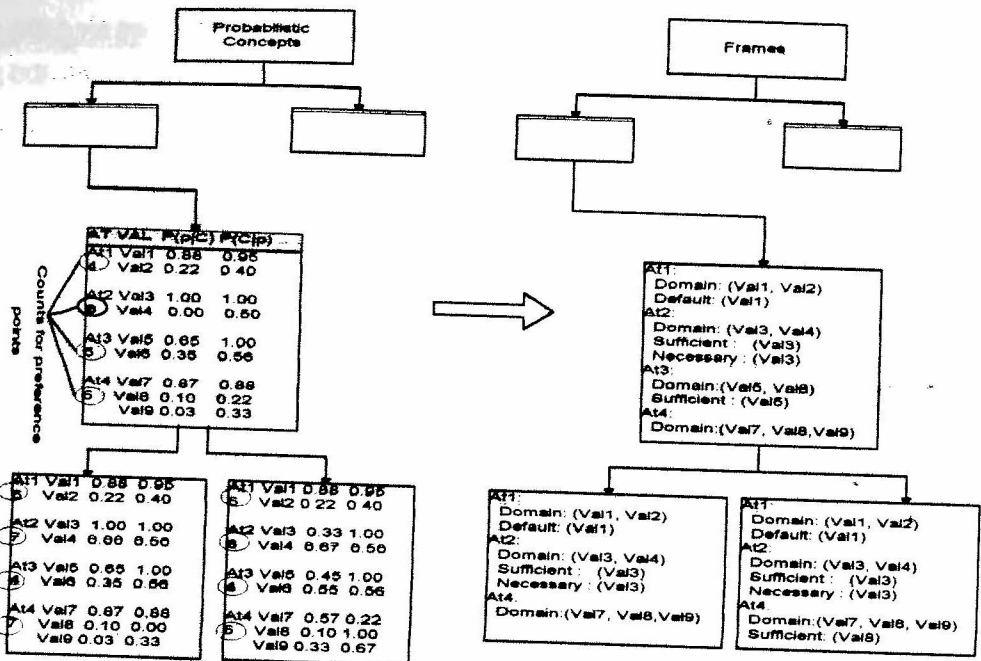 Probabilistic
Concepts
Frames
AT VAL P(p|C) P(C|p)
At1 Val1 0.88 0.95
4 Val2 0.22 0.40
At2 Val3 1.00 1.00
Val4 0.00 0.50
At3 Val5 0.65 1.00
5 Val6 0.35 0.56
At4 Val7 0.87 0.88
Val8 0.10 0.22
Val9 0.03 0.33
Counts for preference
points
At1 Val1 0.88 0.95
Val2 0.22 0.40
At2 Val3 1.00 1.00
7 Val4
At3 Val5 0.65 1.00
Val6 0.35 0.56
At4 Val7 0.87 0.88
7 Val8 0.10 0.00
Val9 0.03 0.33
At1 Val1 0.88 0.95
Val2 0.22 0.40
At2 Val3 0.33 1.00
Val4 0.67 0.56
At3 Val5 0.45 1.00
Val6 0.55 0.56
At4 Val7 0.57 0.22
Val8 0.10 1.00
Val9 0.33 0.67
At1:
Domain: (Val1, Val2)
Default: (Val1)
At2:
Domain: (Val3, Val4)
Sufficient : (Val3)
Necessary : (Val3)
At3:
Domain:(Val5, Val6)
Sufficient : (Val5)
At4:
Domain:(Val7, Val8,Val9)
At1:
Domain: (Val1, Val2)
Default: (Val1)
At2:
Domain: (Val3, Val4)
Sufficient : (Val3)
Necessary : (Val3)
At4.
Domain:(Val7, Val8,Val9)
At1:
Domain: (Val1, Val2)
Default: (Val1)
At2:
Domain: (Val3, Val4)
Sufficient : (Val3)
Necessary : (Val3)
At4.
Domain:(Val7, Val8, Val9)
Sufficient: (Val8)